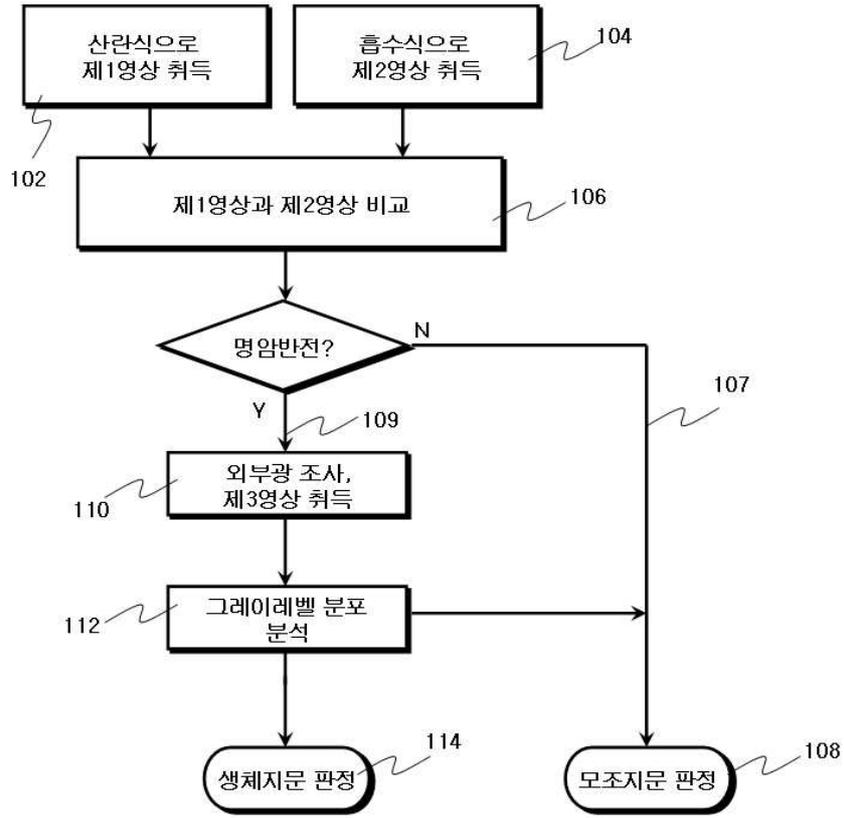 산란식으로
제1영상 취득
흡수식으로
제2영상 취득
104
102
제1영상과 제2영상 비교
106
명암반전?
N
107
Y
109
외부광 조사,
제3영상 취득
110
그레이레벨 분포
분석
112
생체지문 판정
114
모조지문 판정
108